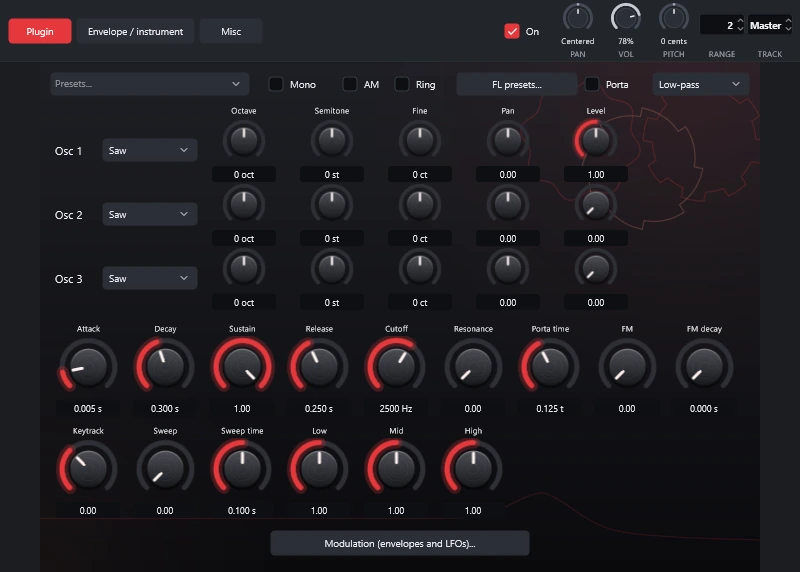 Plugin Envelope / instrument Misc On Centered 78% 0 cents 2 Master
PAN VOL PITCH RANGE TRACK
Presets... Mono AM Ring FL presets... Porta Low-pass
Octave Semitone Fine Pan Level
Osc 1 Saw
0 oct 0 st 0 ct 0.00 1.00
Osc 2 Saw
0 oct 0 st 0 ct 0.00 0.00
Osc 3 Saw
0 oct 0 st 0 ct 0.00 0.00
Attack Decay Sustain Release Cutoff Resonance Porta time FM FM decay
0.005 s 0.300 s 1.00 0.250 s 2500 Hz 0.00 0.125 t 0.00 0.000 s
Keytrack Sweep Sweep time Low Mid High
0.00 0.00 0.100 s 1.00 1.00 1.00
Modulation (envelopes and LFOs)...